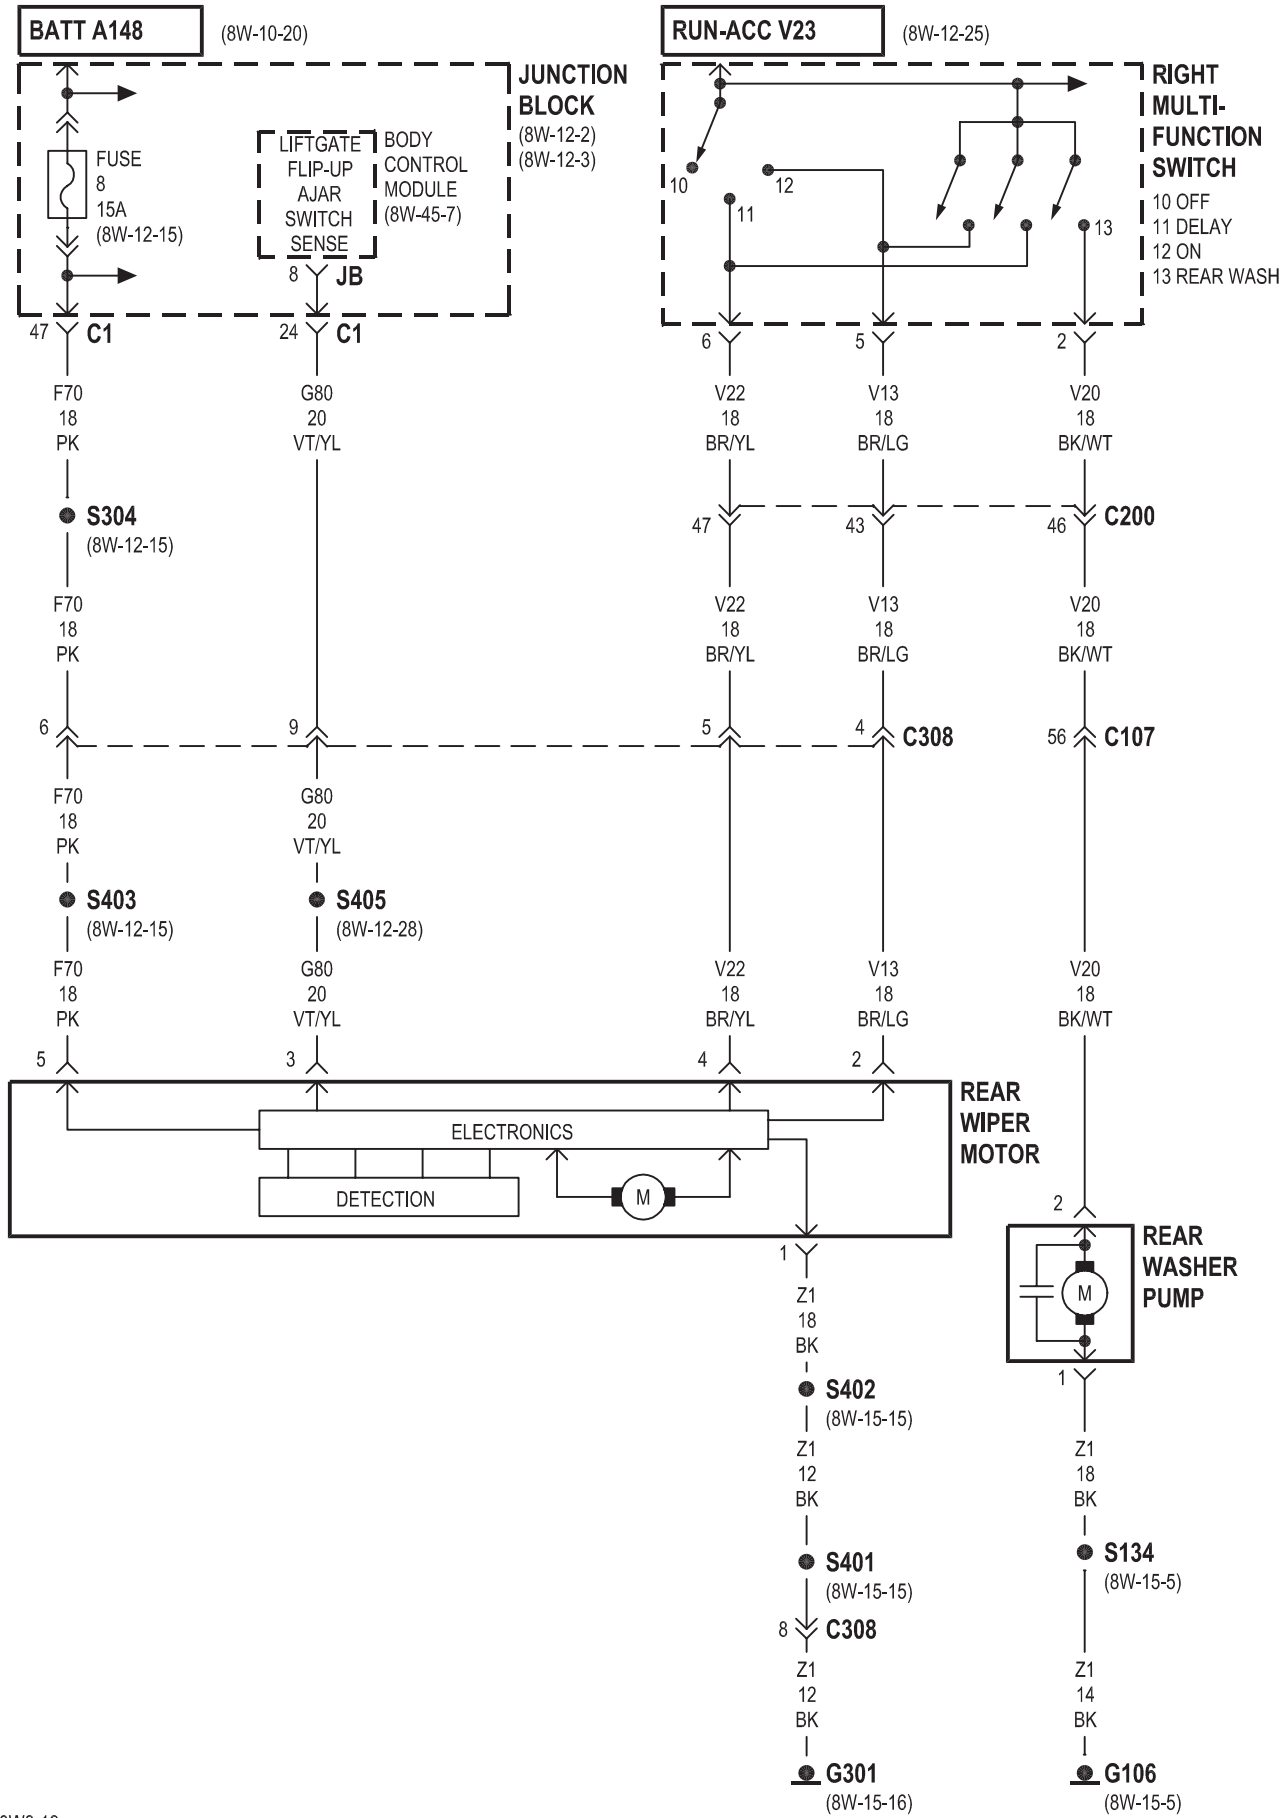 BATT A148
(8W-10-20)
RUN-ACC V23
(8W-12-25)
JUNCTION
BLOCK
(8W-12-2)
(8W-12-3)
FUSE
8
15A
(8W-12-15)
LIFTGATE
FLIP-UP
AJAR
SWITCH
SENSE
BODY
CONTROL
MODULE
(8W-45-7)
8 JB
47 C1
24 C1
RIGHT
MULTI-
FUNCTION
SWITCH
10 OFF
11 DELAY
12 ON
13 REAR WASH
10
11
12
13
6
5
2
F70
18
PK
G80
20
VT/YL
V22
18
BR/YL
V13
18
BR/LG
V20
18
BK/WT
S304
(8W-12-15)
47
43
46 C200
F70
18
PK
V22
18
BR/YL
V13
18
BR/LG
V20
18
BK/WT
6
9
5
4 C308
56 C107
F70
18
PK
G80
20
VT/YL
S403
(8W-12-15)
S405
(8W-12-28)
F70
18
PK
G80
20
VT/YL
V22
18
BR/YL
V13
18
BR/LG
V20
18
BK/WT
5
3
4
2
REAR
WIPER
MOTOR
ELECTRONICS
DETECTION
M
1
2
REAR
WASHER
PUMP
M
1
Z1
18
BK
S402
(8W-15-15)
Z1
12
BK
S401
(8W-15-15)
8 C308
Z1
12
BK
G301
(8W-15-16)
Z1
18
BK
S134
(8W-15-5)
Z1
14
BK
G106
(8W-15-5)